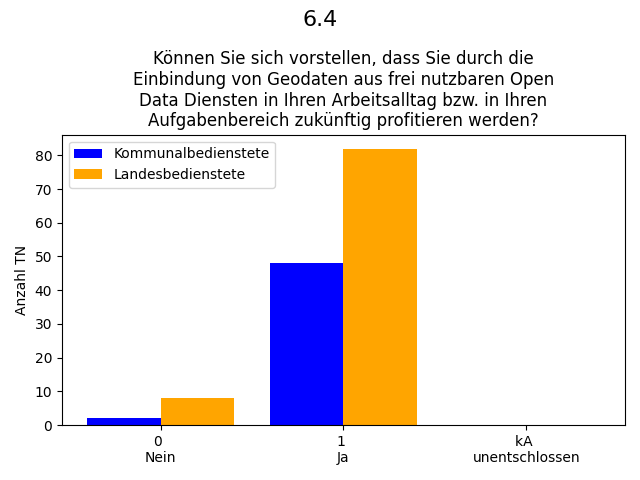 6.4
Können Sie sich vorstellen, dass Sie durch die
Einbindung von Geodaten aus frei nutzbaren Open
Data Diensten in Ihren Arbeitsalltag bzw. in Ihren
Aufgabenbereich zukünftig profitieren werden?
Kommunalbedienstete
Landesbedienstete
Anzahl TN
80
70
60
50
40
30
20
10
0
0
Nein
1
Ja
kA
unentschlossen